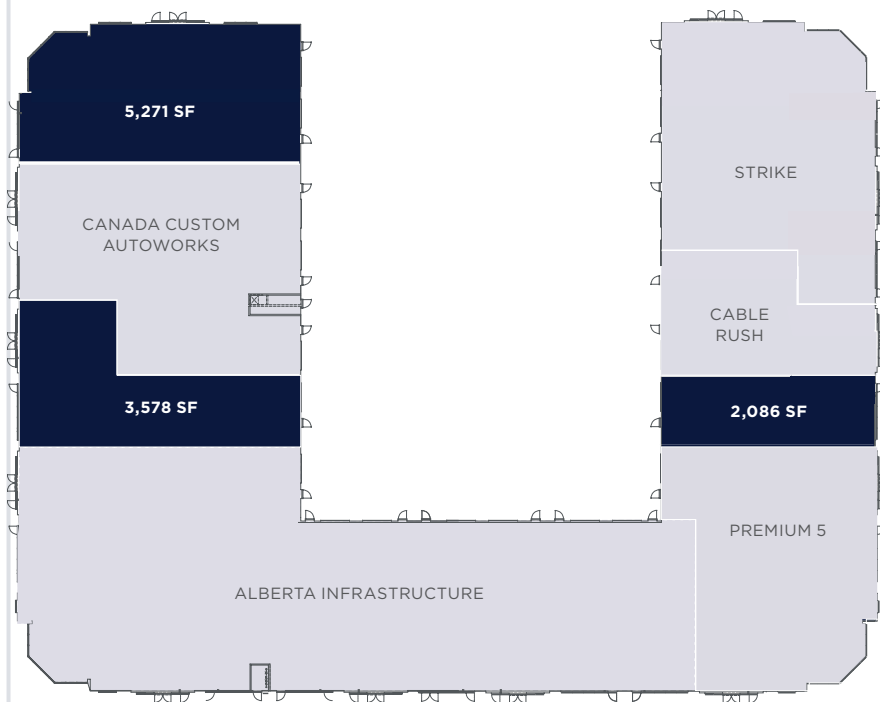 5,271 SF
STRIKE
CANADA CUSTOM
AUTOWORKS
CABLE
RUSH
3,578 SF
2,086 SF
PREMIUM 5
ALBERTA INFRASTRUCTURE